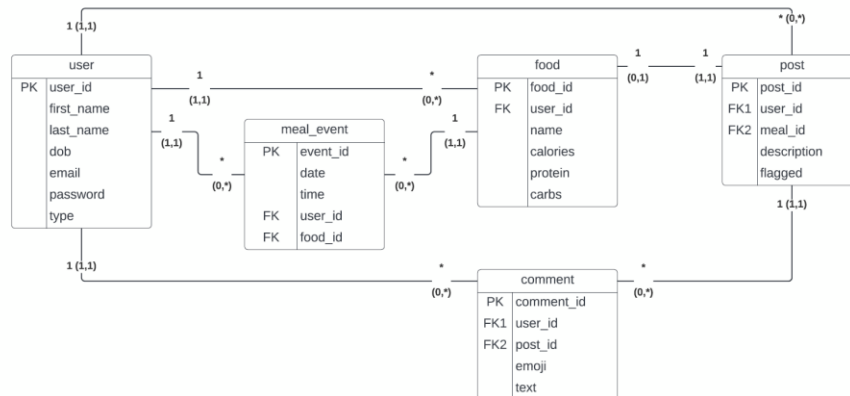 1 (1,1)
* (0,*)
user
PK user_id
first_name
last_name
dob
email
password
type
1
(1,1)
*
(0,*)
1
(1,1)
*
(0,*)
meal_event
PK event_id
date
time
FK user_id
FK food_id
*
(0,*)
1
(1,1)
food
PK food_id
FK user_id
name
calories
protein
carbs
1
(0,1)
1
(1,1)
post
PK post_id
FK1 user_id
FK2 meal_id
description
flagged
1 (1,1)
1 (1,1)
*
(0,*)
*
(0,*)
comment
PK comment_id
FK1 user_id
FK2 post_id
emoji
text